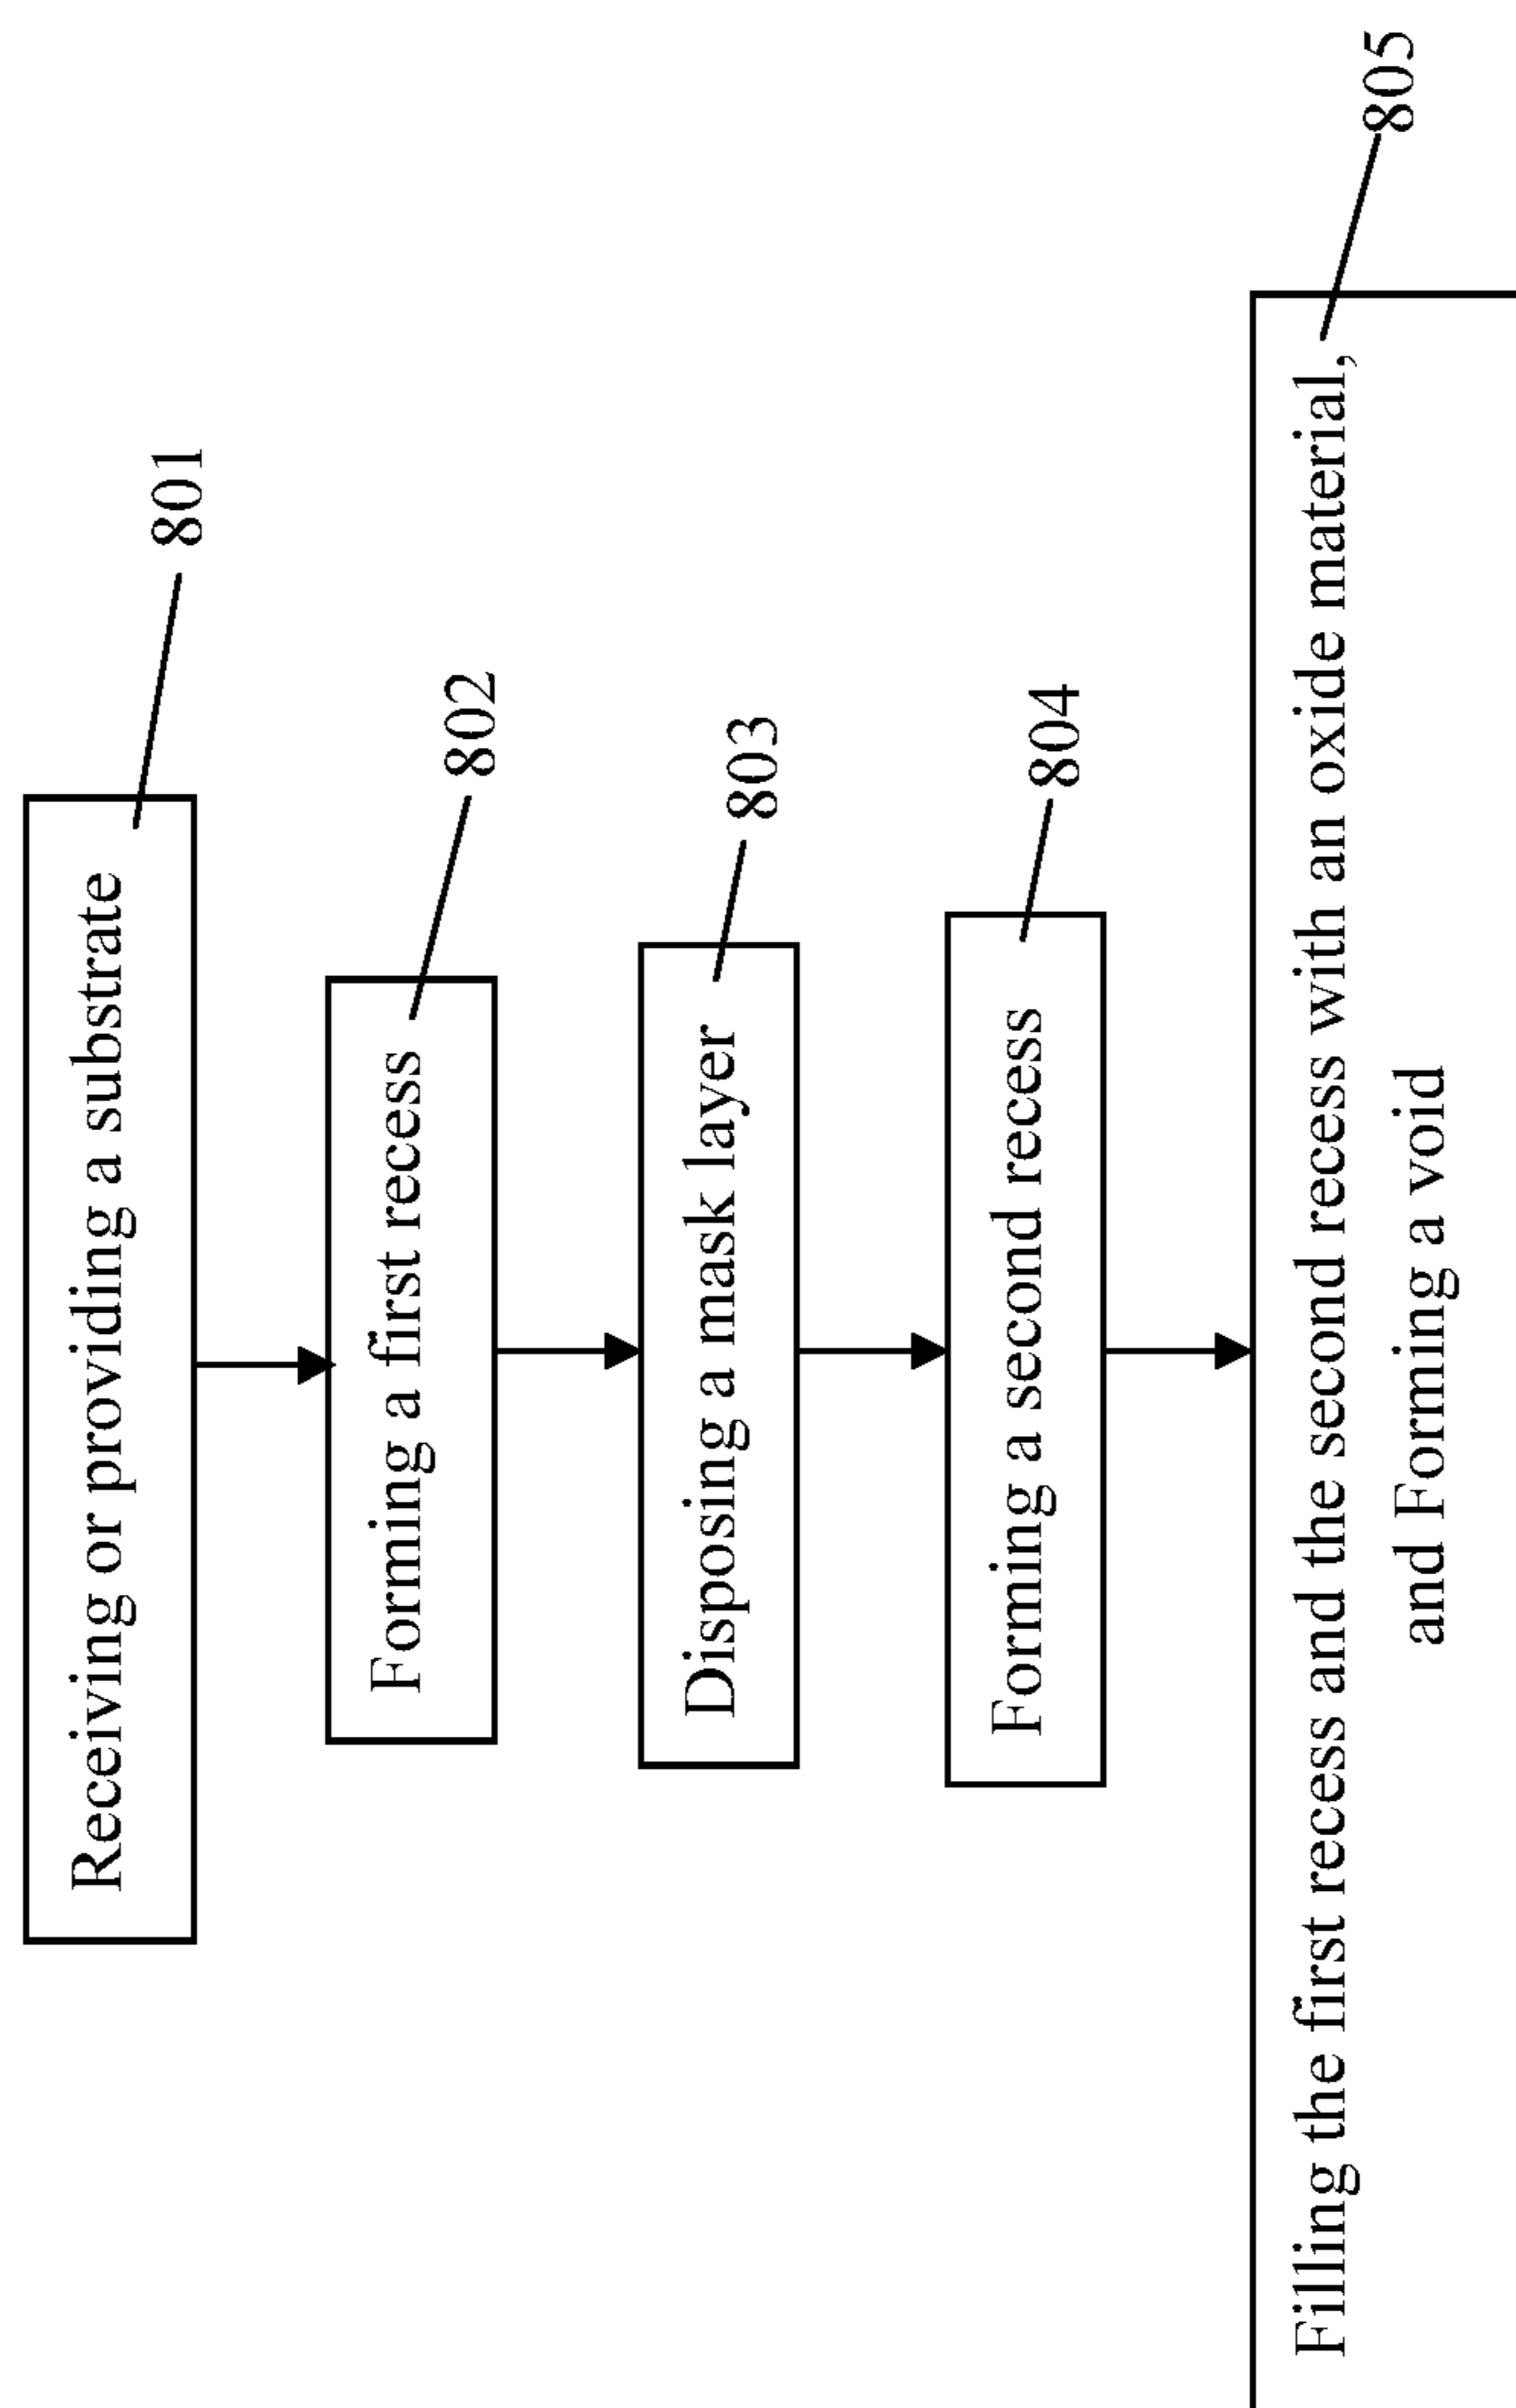 Receiving or providing a substrate
801
Forming a first recess
802
Disposing a mask layer
803
Forming a second recess
804
Filling the first recess and the second recess with an oxide material,
and Forming a void
805